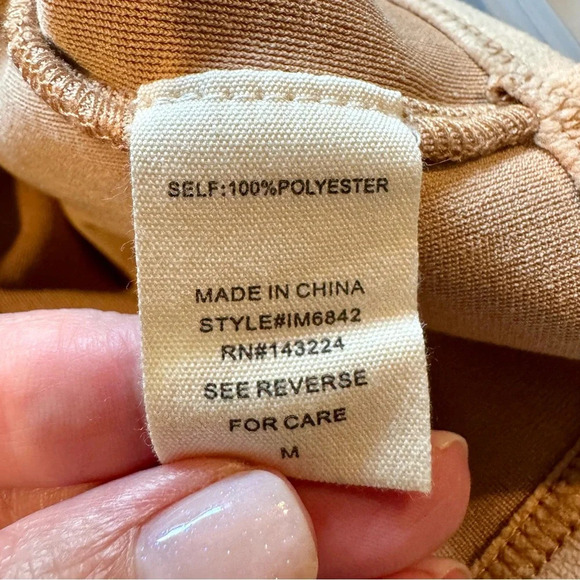 SELF:100%POLYESTER
MADE IN CHINA
STYLE#IM6842
RN#143224
SEE REVERSE
FOR CARE
M